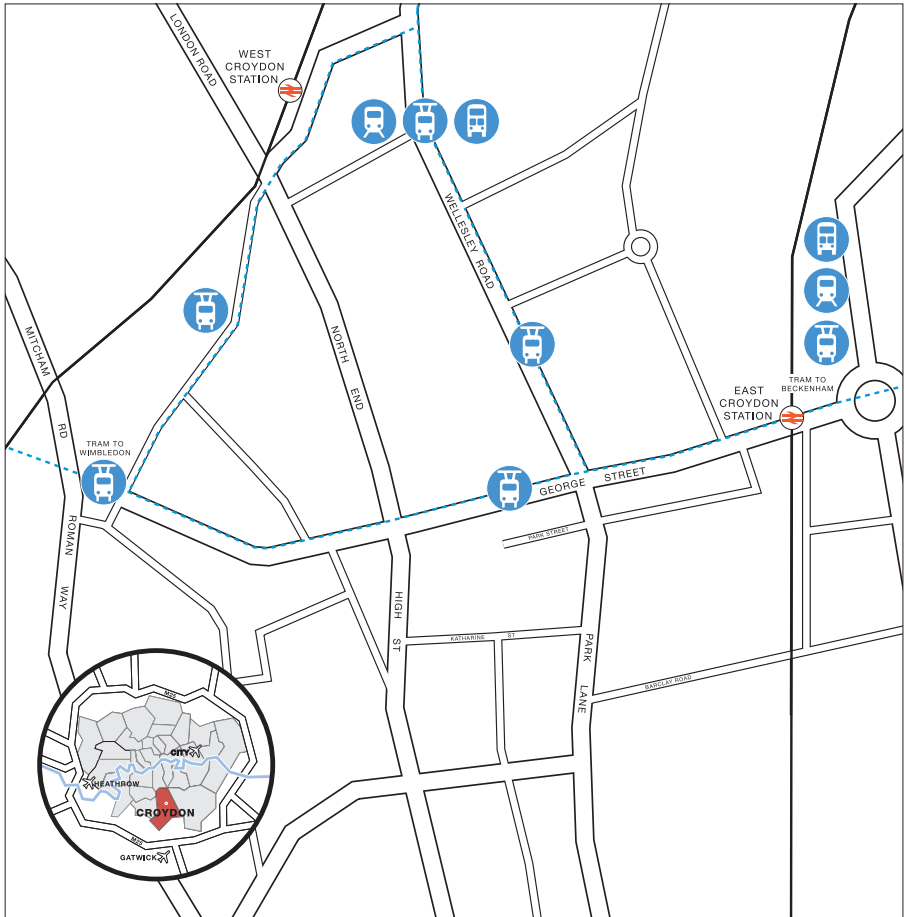 LONDON ROAD
WEST
CROYDON
STATION
WELLESLEY ROAD
MITCHAM
RD
NORTH
END
TRAM TO
WIMBLEDON
TRAM TO
BECKENHAM
EAST
CROYDON
STATION
GEORGE STREET
PARK STREET
ROMAN
WAY
HIGH ST
KATHARINE ST
PARK
LANE
BARCLAY ROAD
M25
CITY
HEATHROW
CROYDON
M25
GATWICK